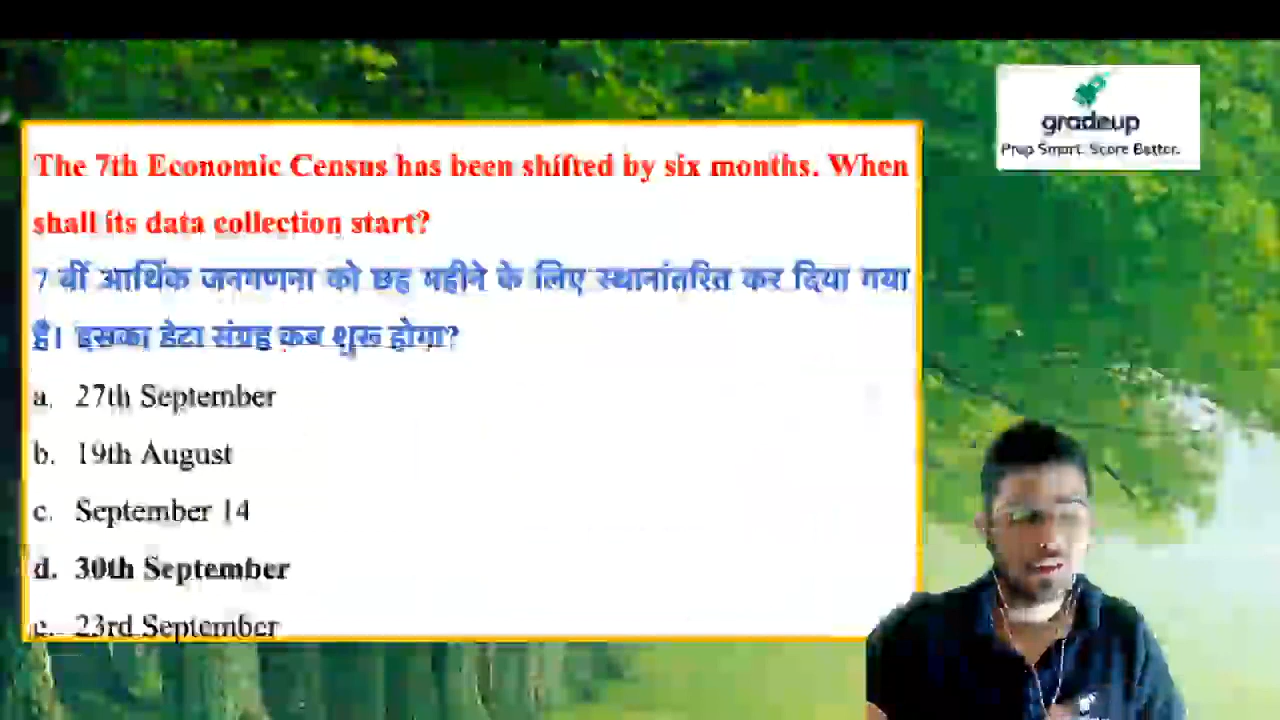 gradeup
Prep Smart. Score Better.
The 7th Economic Census has been shifted by six months. When
shall its data collection start?
7 वीं आर्थिक जनगणना को छह महीने के लिए स्थानांतरित कर दिया गया
है। इसका डेटा संग्रह कब शुरू होगा?
a. 27th September
b. 19th August
c. September 14
d. 30th September
e. 23rd September